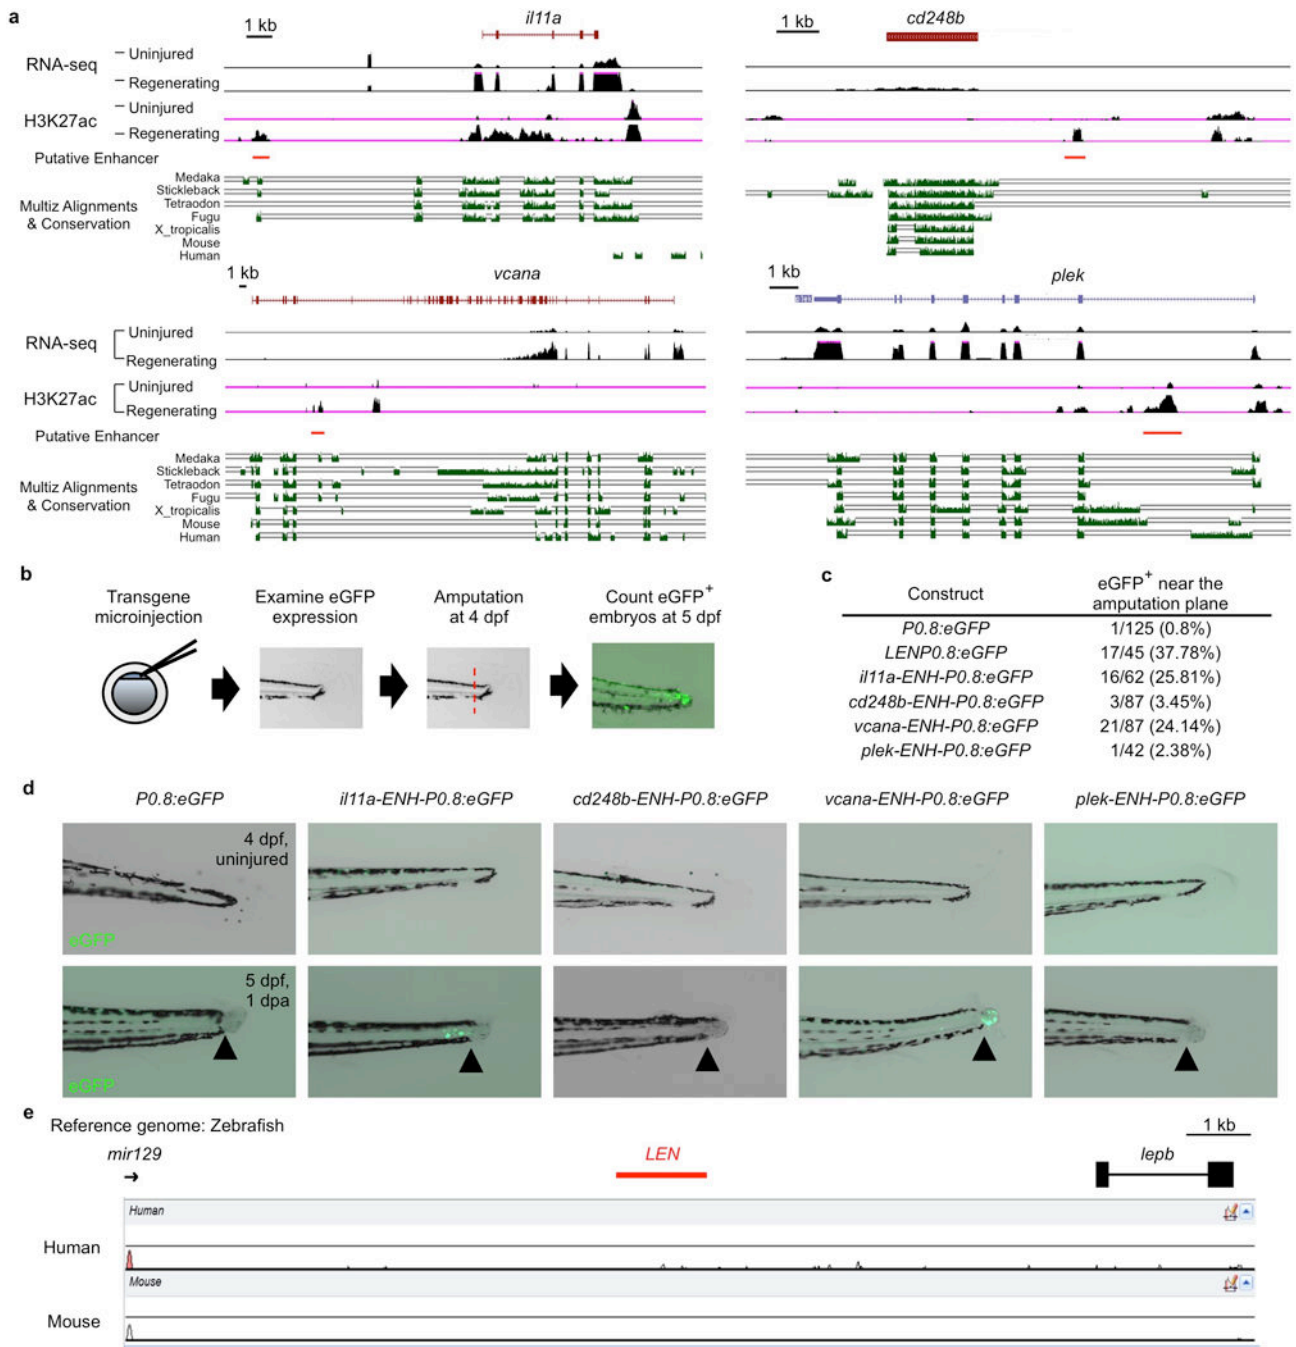 a
1 kb
il11a
1 kb
cd248b
RNA-seq
Uninjured
Regenerating
H3K27ac
Uninjured
Regenerating
Putative Enhancer
Multiz Alignments
& Conservation
Medaka
Stickleback
Tetraodon
Fugu
X_tropicalis
Mouse
Human
1 kb
vcana
1 kb
plek
RNA-seq
Uninjured
Regenerating
H3K27ac
Uninjured
Regenerating
Putative Enhancer
Multiz Alignments
& Conservation
Medaka
Stickleback
Tetraodon
Fugu
X_tropicalis
Mouse
Human
b
Transgene
microinjection
Examine eGFP
expression
Amputation
at 4 dpf
Count eGFP+
embryos at 5 dpf
c
Construct
eGFP+ near the
amputation plane
P0.8:eGFP 1/125 (0.8%)
LENP0.8:eGFP 17/45 (37.78%)
il11a-ENH-P0.8:eGFP 16/62 (25.81%)
cd248b-ENH-P0.8:eGFP 3/87 (3.45%)
vcana-ENH-P0.8:eGFP 21/87 (24.14%)
plek-ENH-P0.8:eGFP 1/42 (2.38%)
d
P0.8:eGFP
il11a-ENH-P0.8:eGFP
cd248b-ENH-P0.8:eGFP
vcana-ENH-P0.8:eGFP
plek-ENH-P0.8:eGFP
4 dpf,
uninjured
eGFP
5 dpf,
1 dpa
eGFP
e
Reference genome: Zebrafish
1 kb
mir129
LEN
lepb
Human
Human
Mouse
Mouse